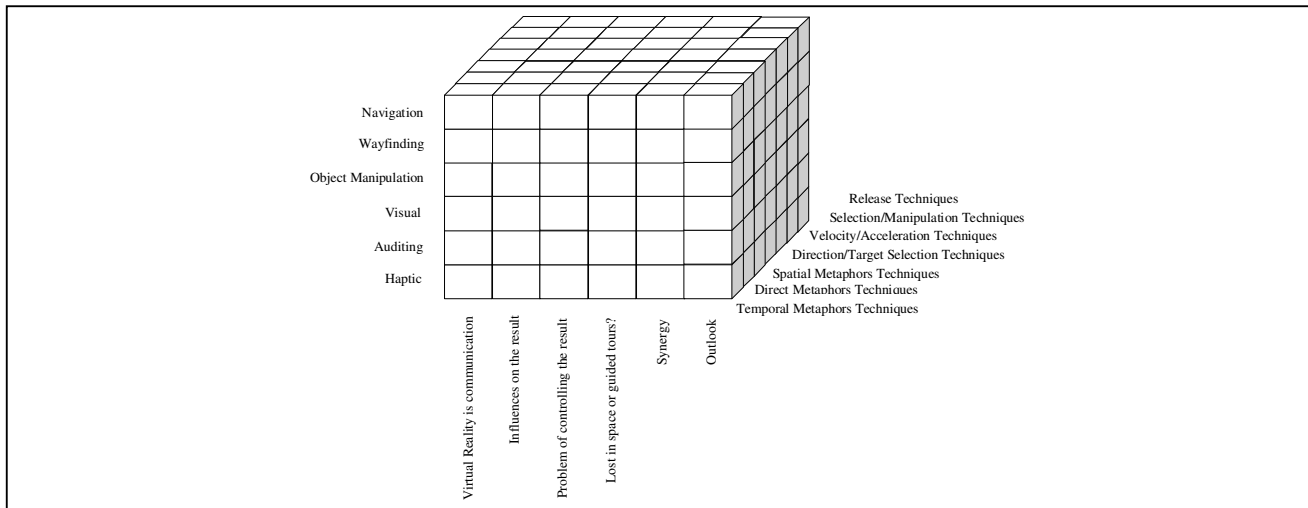 Navigation
Wayfinding
Object Manipulation
Visual
Auditing
Haptic
Release Techniques
Selection/Manipulation Techniques
Velocity/Acceleration Techniques
Direction/Target Selection Techniques
Spatial Metaphors Techniques
Direct Metaphors Techniques
Temporal Metaphors Techniques
Virtual Reality is communication
Influences on the result
Problem of controlling the result
Lost in space or guided tours?
Synergy
Outlook